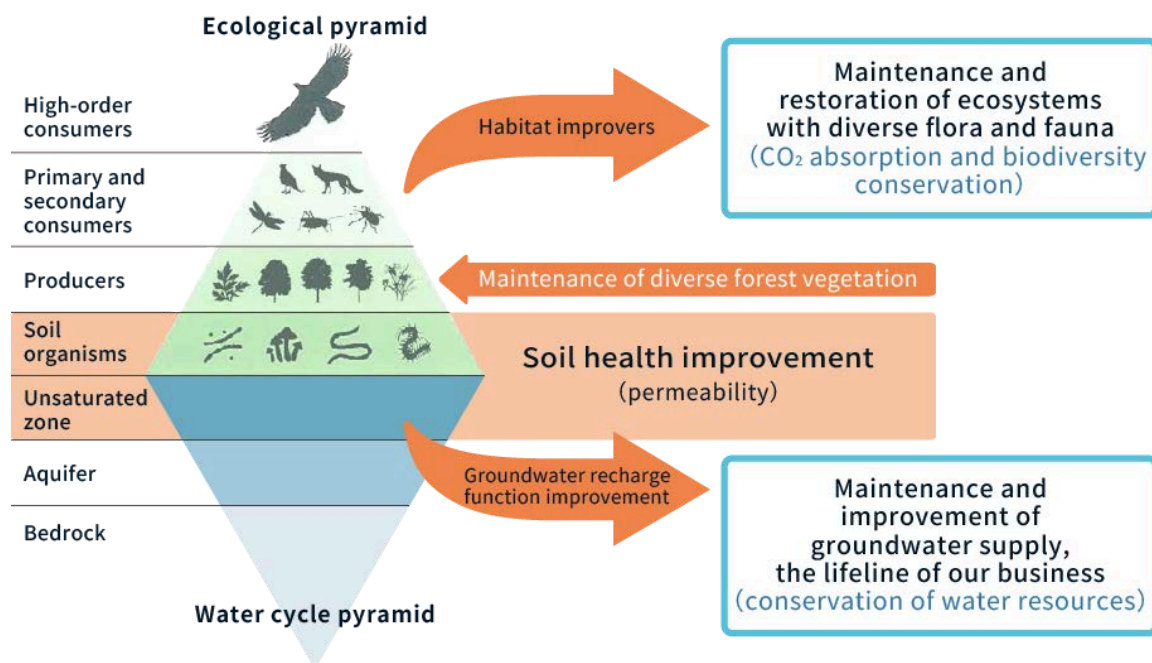 Ecological pyramid
High-order
consumers
Primary and
secondary
consumers
Producers
Soil
organisms
Unsaturated
zone
Aquifer
Bedrock
Water cycle pyramid
Habitat improvers
Maintenance and
restoration of ecosystems
with diverse flora and fauna
（CO₂ absorption and biodiversity
conservation）
Maintenance of diverse forest vegetation
Soil health improvement
（permeability）
Groundwater recharge
function improvement
Maintenance and
improvement of
groundwater supply,
the lifeline of our business
（conservation of water resources）